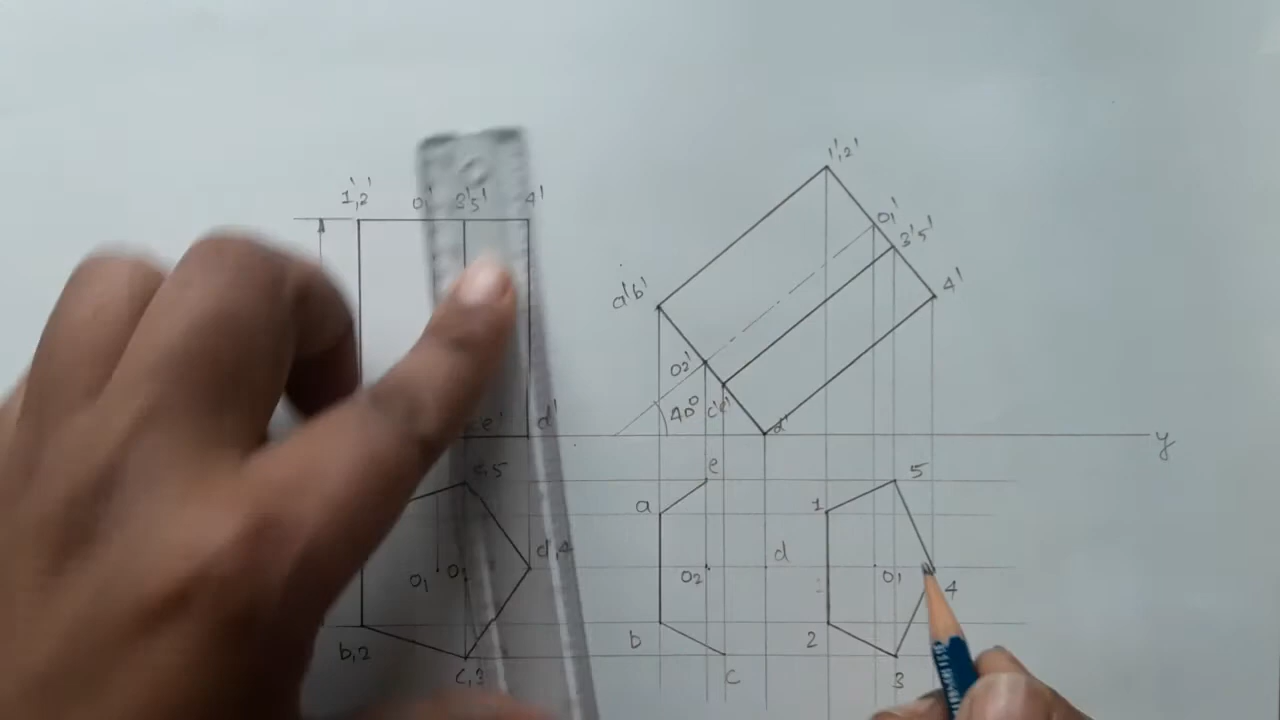 1',2'
1',2' o1' 3'5' 4'
o1'
3'5'
a'b' 4'
o2'
40° c'e'
d' d' y
e,5 e 5
a 1
d,4 d
o1 o2 o1 4
b,2 b 2
c,3 c 3